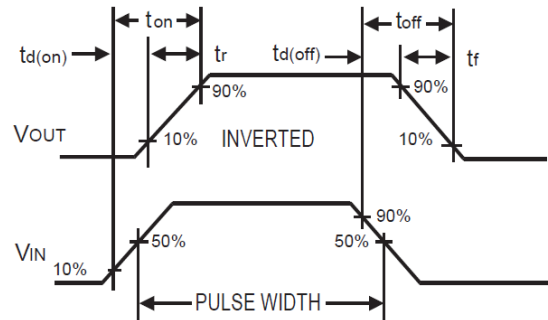 ton
toff
td(on)
tr
td(off)
tf
90%
90%
VOUT
10%
INVERTED
10%
90%
VIN
50%
50%
10%
PULSE WIDTH